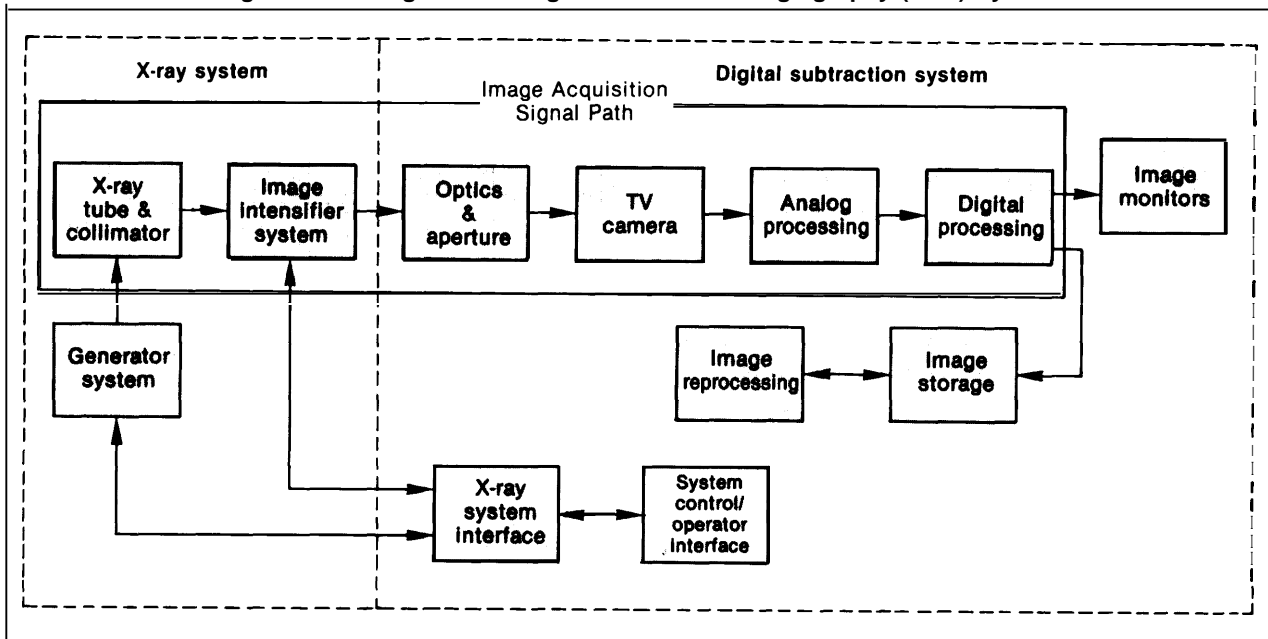 X-ray system
Digital subtraction system
Image Acquisition
Signal Path
X-ray
tube &
collimator
Image
intensifier
system
Optics
&
aperture
TV
camera
Analog
processing
Digital
processing
Image
monitors
Generator
system
Image
reprocessing
Image
storage
X-ray
system
interface
System
control/
operator
interface